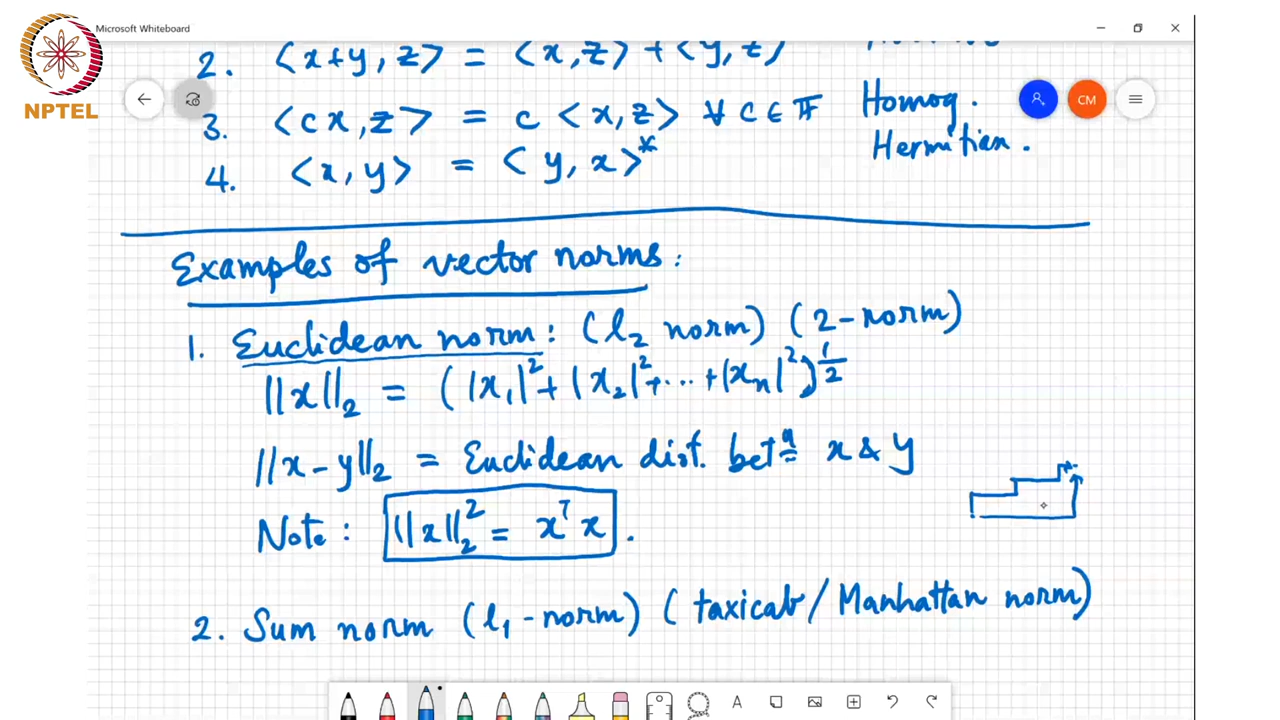 Microsoft Whiteboard
NPTEL
2. <x+y, z> = <x,z> + <y,z>
3. <cx,z> = c <x,z> ∀ c ∈ 𝔽 Homog.
Hermitian.
4. <x,y> = <y,x>*
CM
Examples of vector norms:
1. Euclidean norm: (l₂ norm) (2-norm)
||x||₂ = (|x₁|² + |x₂|² + ... + |xₙ|²)^½
||x-y||₂ = Euclidean dist. betⁿ x & y
Note: ||x||₂² = xᵀx.
2. Sum norm (l₁-norm) (taxicab/Manhattan norm)
A